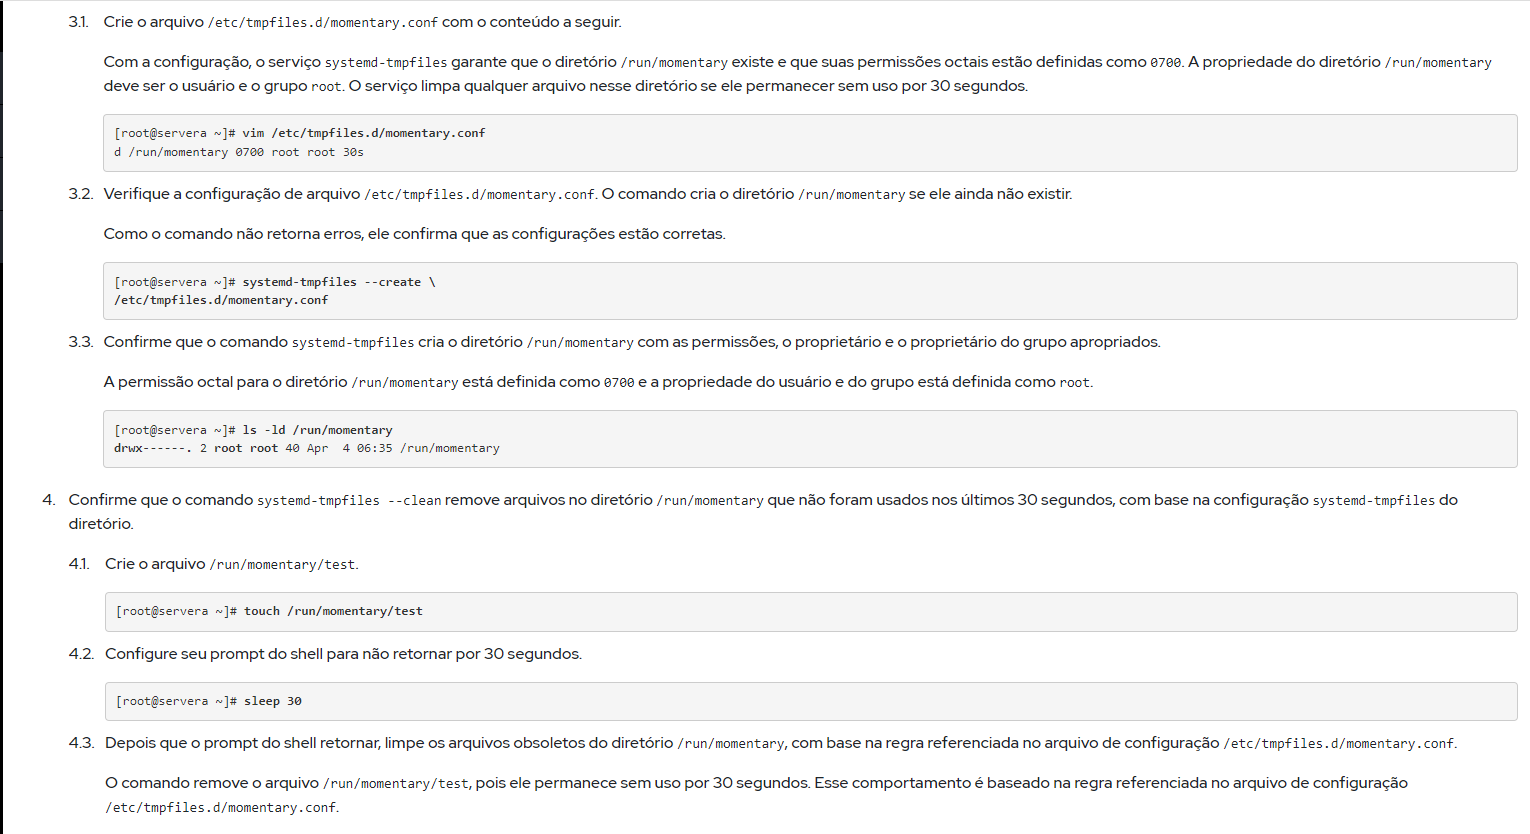 3.1. Crie o arquivo /etc/tmpfiles.d/momentary.conf com o conteúdo a seguir.
Com a configuração, o serviço systemd-tmpfiles garante que o diretório /run/momentary existe e que suas permissões octais estão definidas como 0700. A propriedade do diretório /run/momentary
deve ser o usuário e o grupo root. O serviço limpa qualquer arquivo nesse diretório se ele permanecer sem uso por 30 segundos.
[root@servera ~]# vim /etc/tmpfiles.d/momentary.conf
d /run/momentary 0700 root root 30s
3.2. Verifique a configuração de arquivo /etc/tmpfiles.d/momentary.conf. O comando cria o diretório /run/momentary se ele ainda não existir.
Como o comando não retorna erros, ele confirma que as configurações estão corretas.
[root@servera ~]# systemd-tmpfiles --create \
/etc/tmpfiles.d/momentary.conf
3.3. Confirme que o comando systemd-tmpfiles cria o diretório /run/momentary com as permissões, o proprietário e o proprietário do grupo apropriados.
A permissão octal para o diretório /run/momentary está definida como 0700 e a propriedade do usuário e do grupo está definida como root.
[root@servera ~]# ls -ld /run/momentary
drwx------. 2 root root 40 Apr  4 06:35 /run/momentary
4. Confirme que o comando systemd-tmpfiles --clean remove arquivos no diretório /run/momentary que não foram usados nos últimos 30 segundos, com base na configuração systemd-tmpfiles do
diretório.
4.1. Crie o arquivo /run/momentary/test.
[root@servera ~]# touch /run/momentary/test
4.2. Configure seu prompt do shell para não retornar por 30 segundos.
[root@servera ~]# sleep 30
4.3. Depois que o prompt do shell retornar, limpe os arquivos obsoletos do diretório /run/momentary, com base na regra referenciada no arquivo de configuração /etc/tmpfiles.d/momentary.conf.
O comando remove o arquivo /run/momentary/test, pois ele permanece sem uso por 30 segundos. Esse comportamento é baseado na regra referenciada no arquivo de configuração
/etc/tmpfiles.d/momentary.conf.